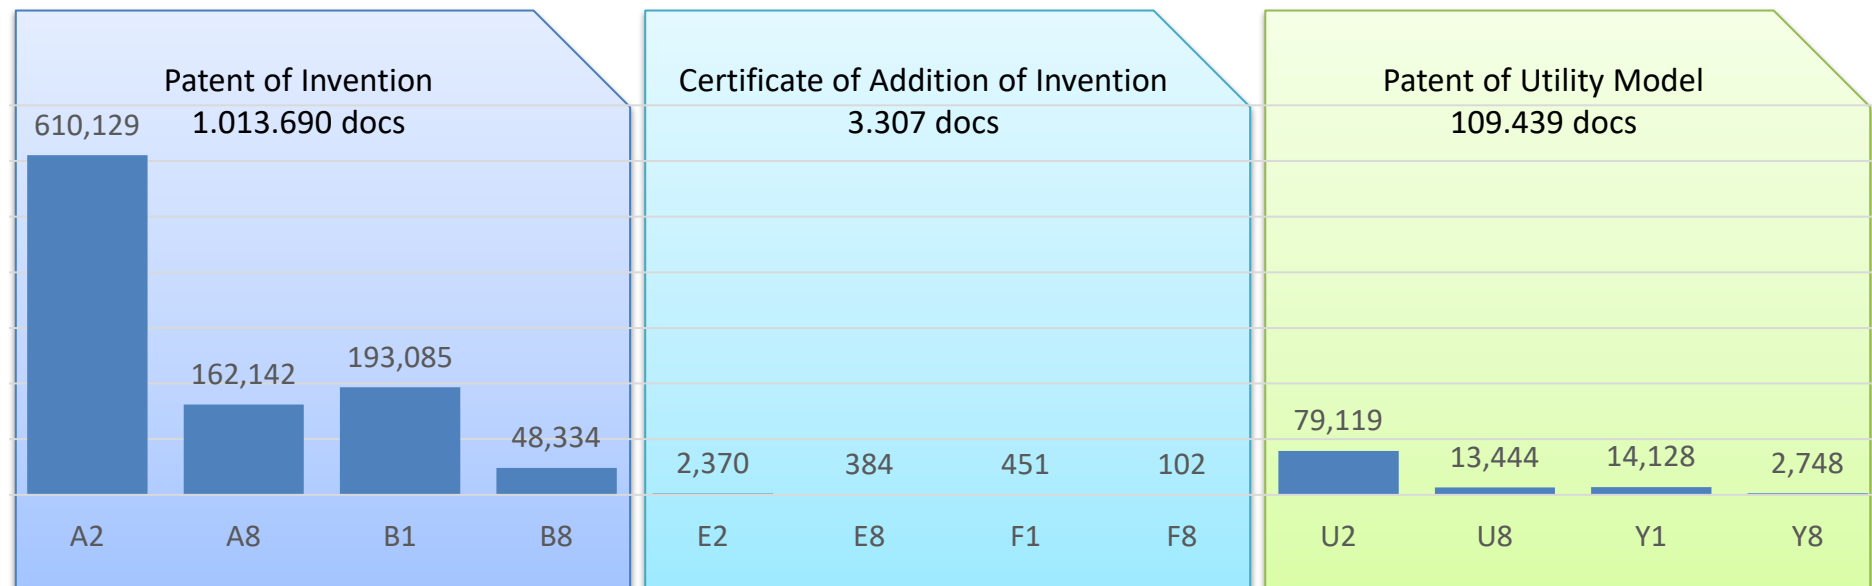 Patent of Invention
1.013.690 docs
610,129
162,142
193,085
48,334
A2
A8
B1
B8
Certificate of Addition of Invention
3.307 docs
2,370
384
451
102
E2
E8
F1
F8
Patent of Utility Model
109.439 docs
79,119
13,444
14,128
2,748
U2
U8
Y1
Y8